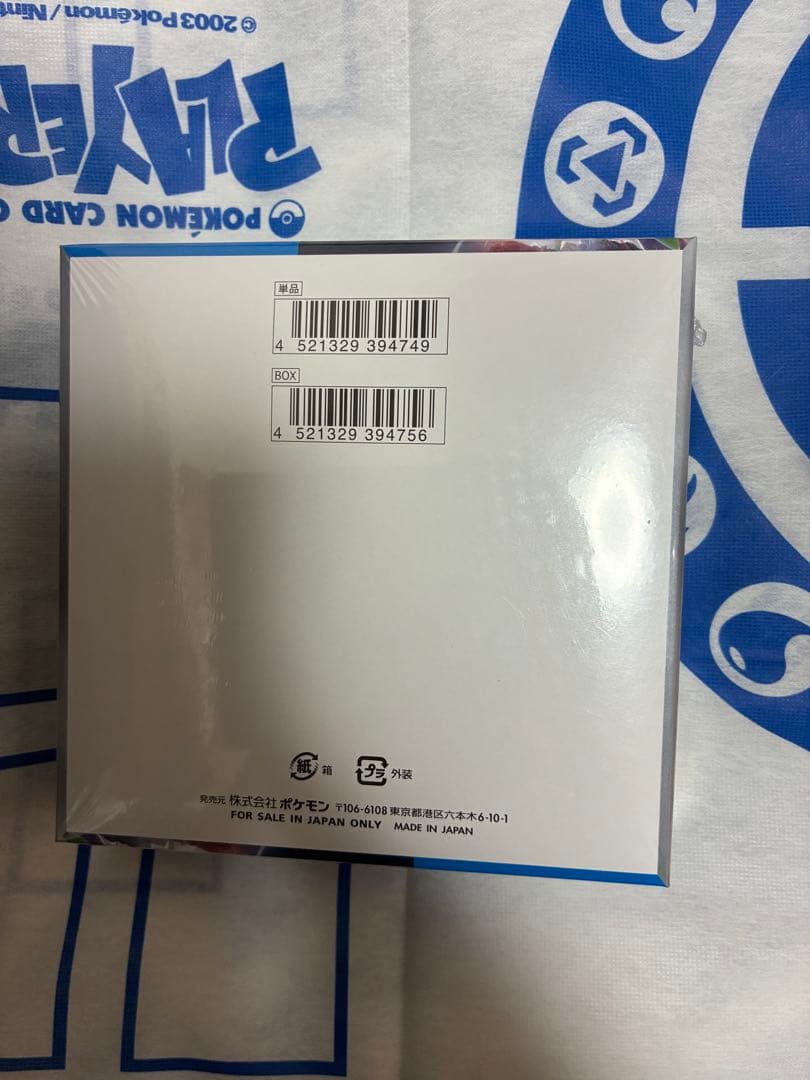 © 2003 Pokémon/Nint
PLAYER
POKÉMON CARD
単品
4 521329 394749
BOX
4 521329 394756
紙 箱 プラ 外装
発売元 株式会社 ポケモン 〒106-6108 東京都港区六本木6-10-1
FOR SALE IN JAPAN ONLY MADE IN JAPAN